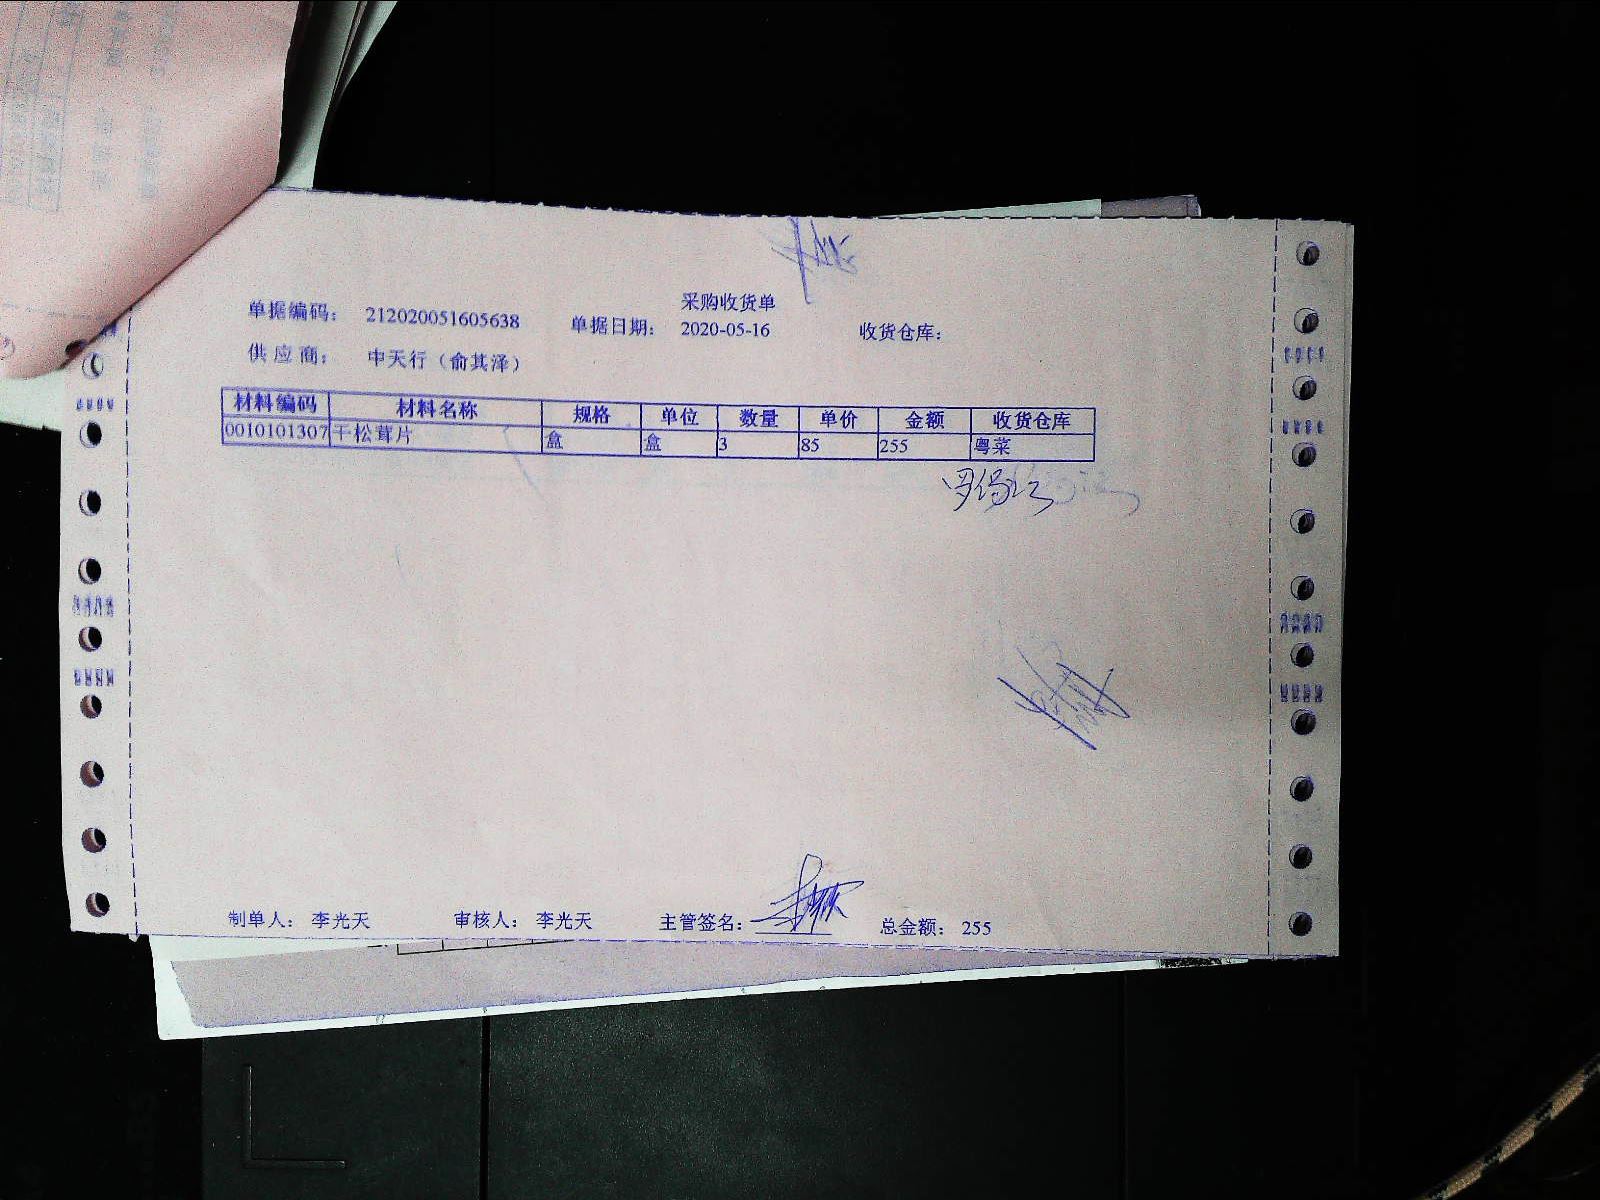 采购收货单
单据编码： 212020051605638 单据日期： 2020-05-16 收货仓库：
供应商： 中天行（俞其泽）
材料编码 材料名称 规格 单位 数量 单价 金额 收货仓库
0010101307 干松茸片 盒 盒 3 85 255 粤菜
制单人： 李光天 审核人： 李光天 主管签名： 总金额： 255